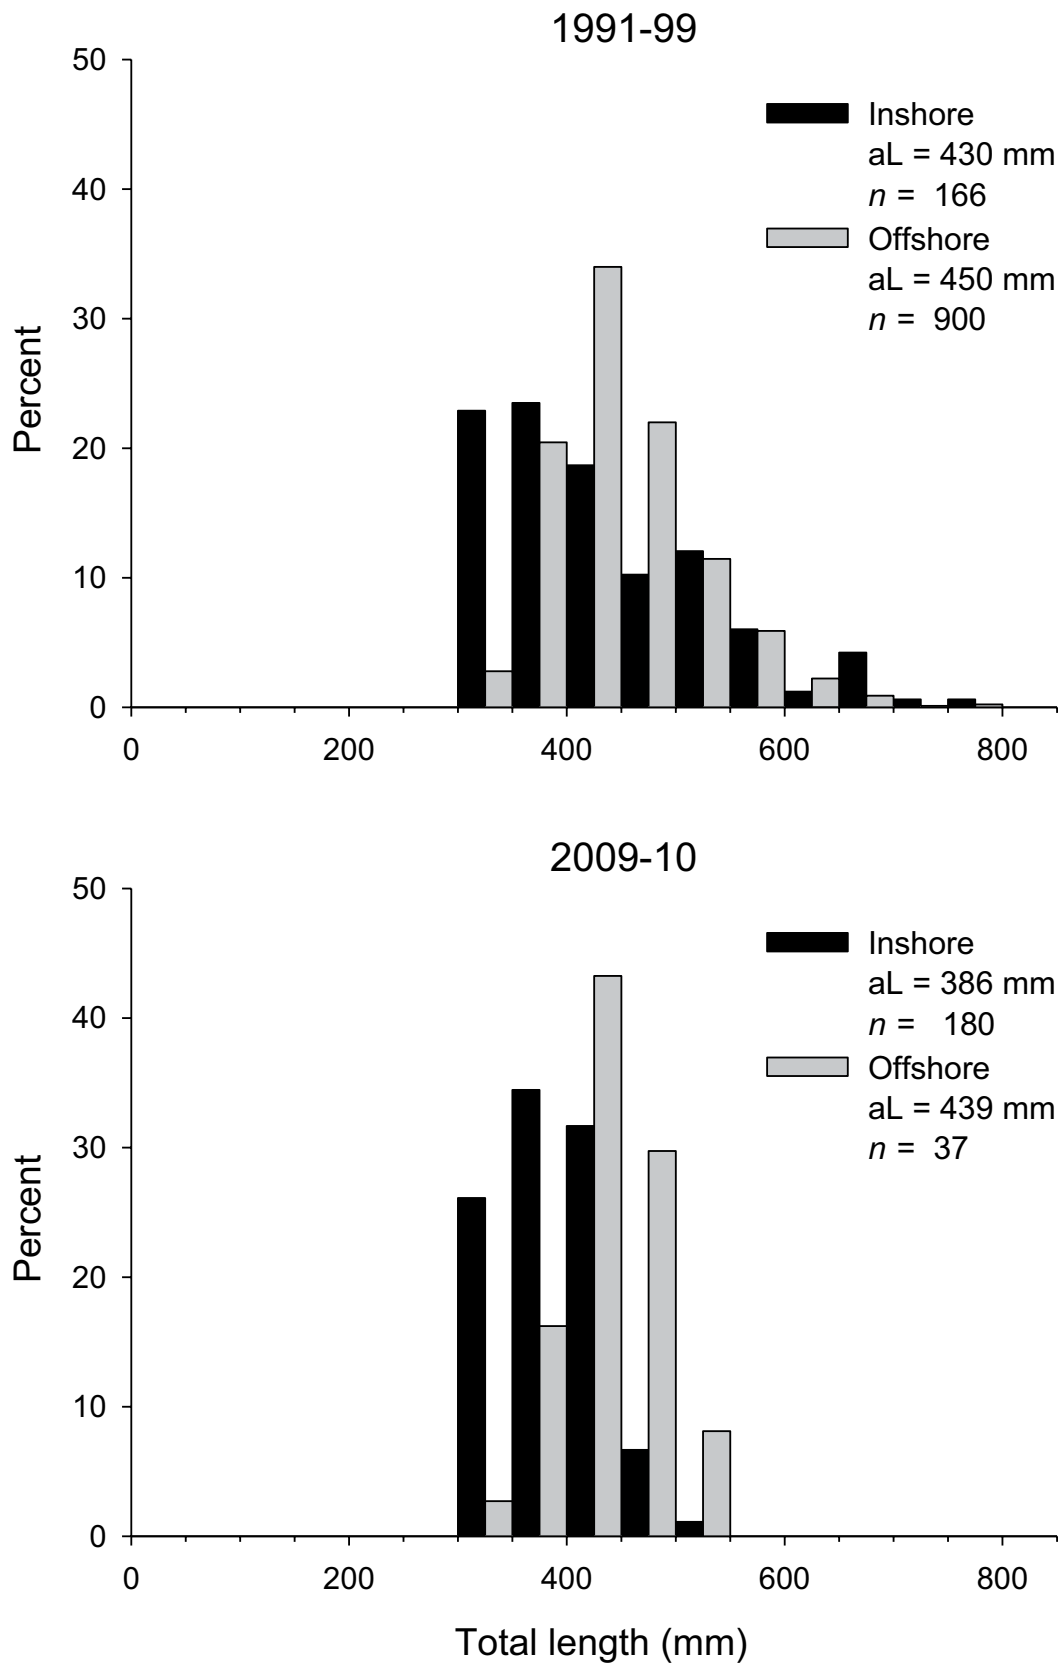 1991-99
50
40
30
20
10
0
Percent
Inshore
aL = 430 mm
n = 166
Offshore
aL = 450 mm
n = 900
0 200 400 600 800
2009-10
50
40
30
20
10
0
Percent
Inshore
aL = 386 mm
n = 180
Offshore
aL = 439 mm
n = 37
0 200 400 600 800
Total length (mm)